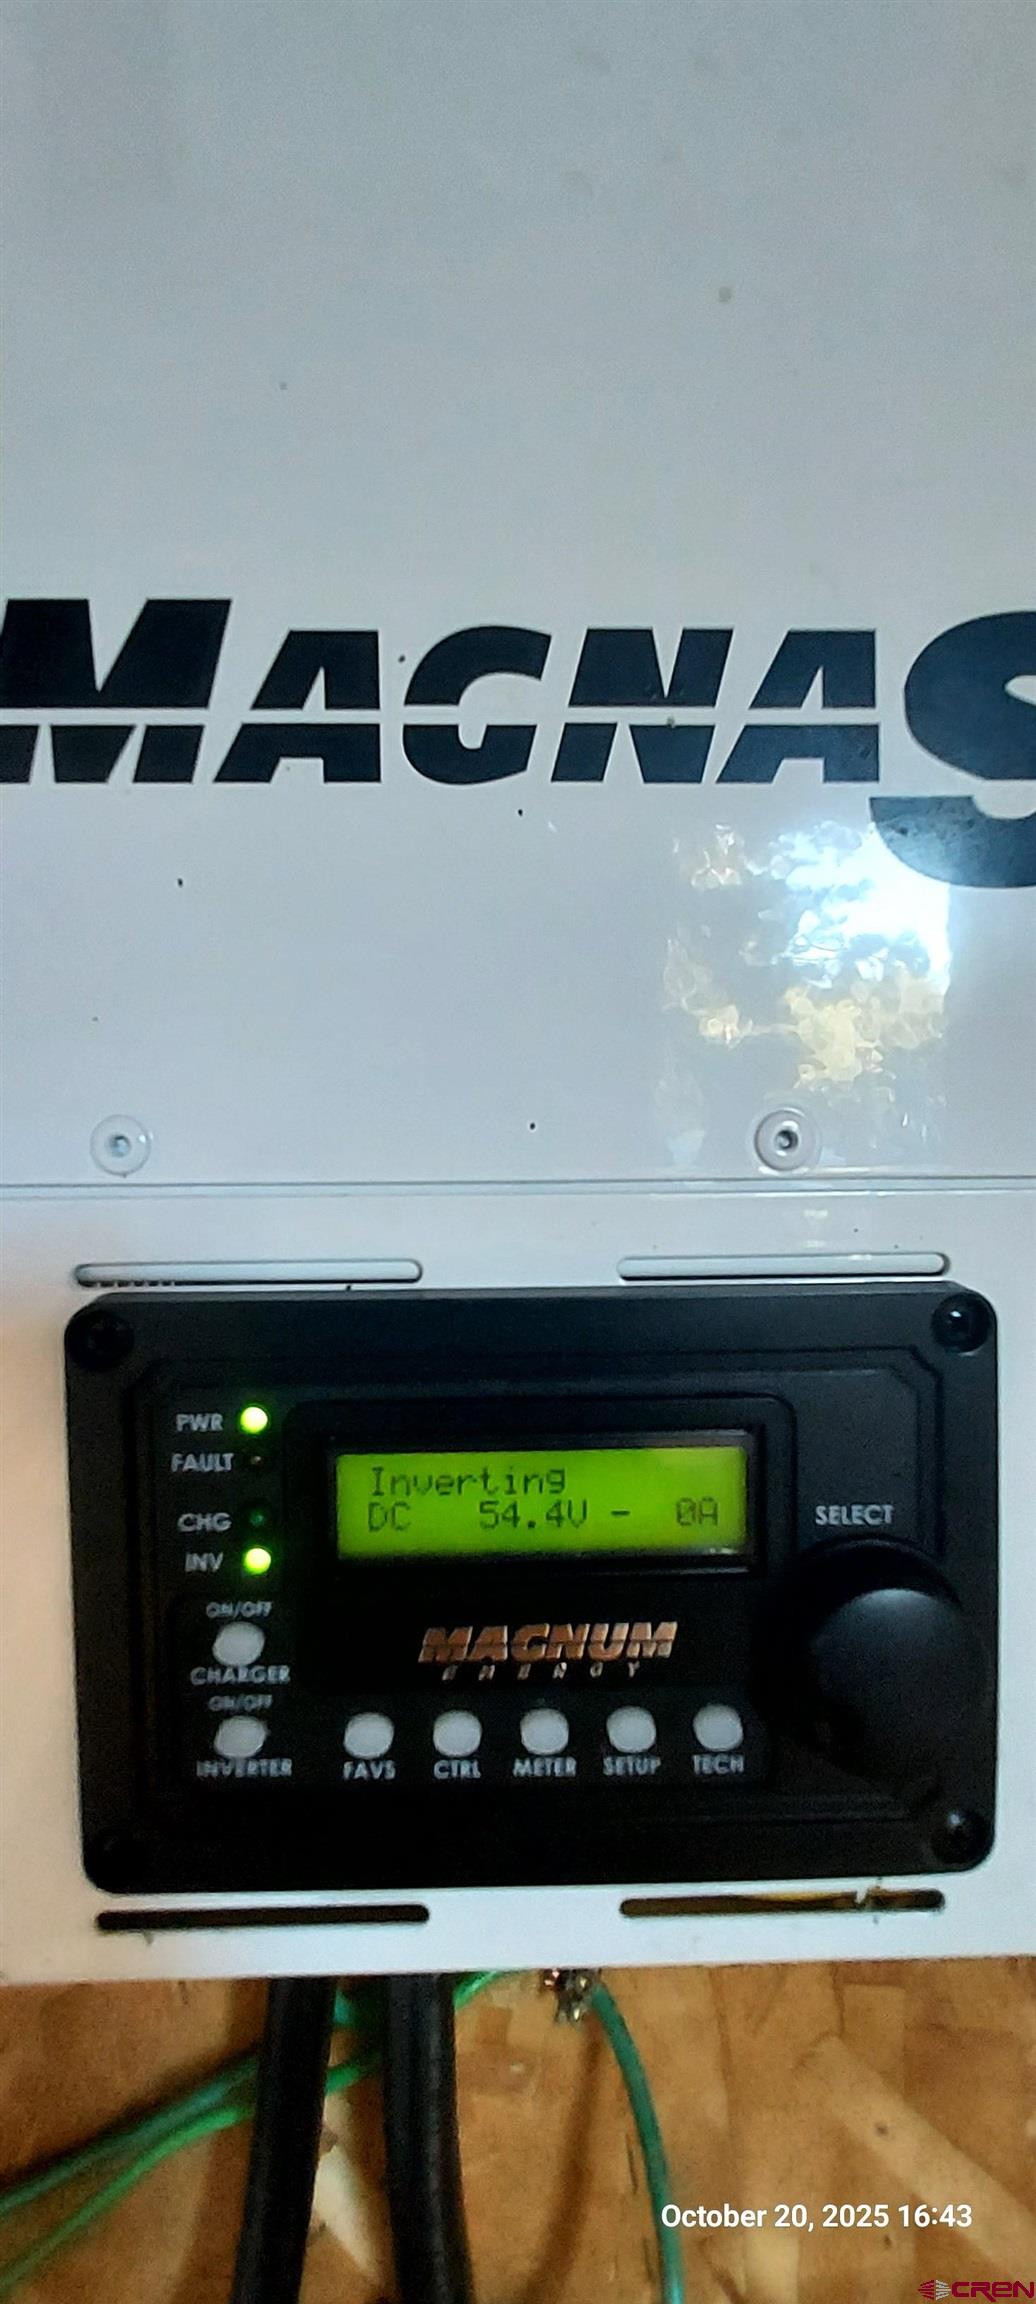 MAGNAS
PWR
FAULT
CHG
INV
Inverting
DC 54.4V - 0A
SELECT
ON/OFF
CHARGER
ON/OFF
INVERTER
MAGNUM
ENERGY
FAVS CTRL METER SETUP TECH
October 20, 2025 16:43
CREN